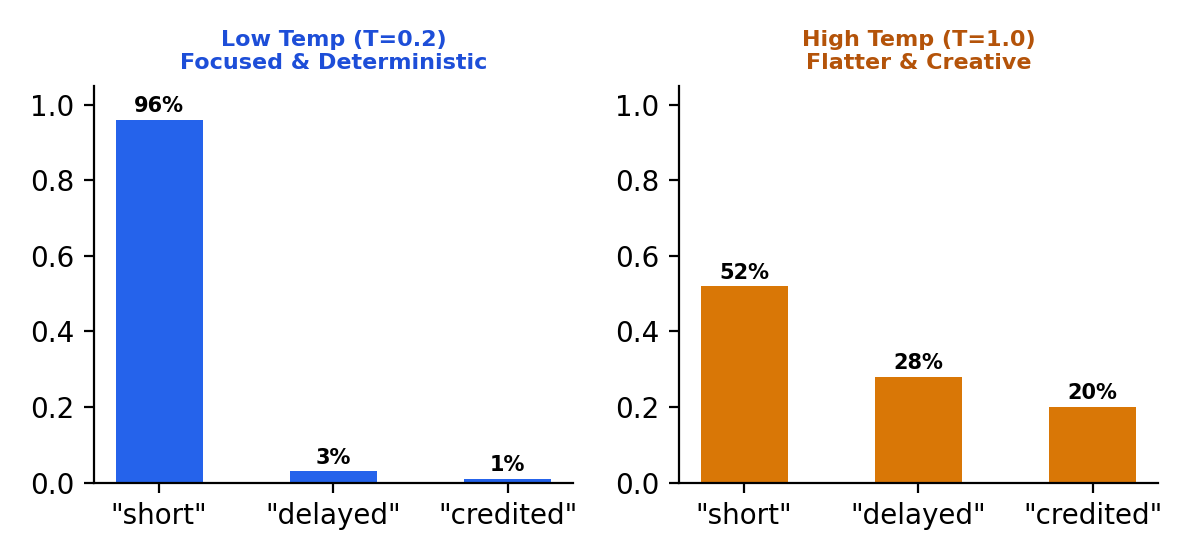 Low Temp (T=0.2)
Focused & Deterministic
1.0
0.8
0.6
0.4
0.2
0.0
96%
3%
1%
"short"
"delayed"
"credited"
High Temp (T=1.0)
Flatter & Creative
1.0
0.8
0.6
0.4
0.2
0.0
52%
28%
20%
"short"
"delayed"
"credited"